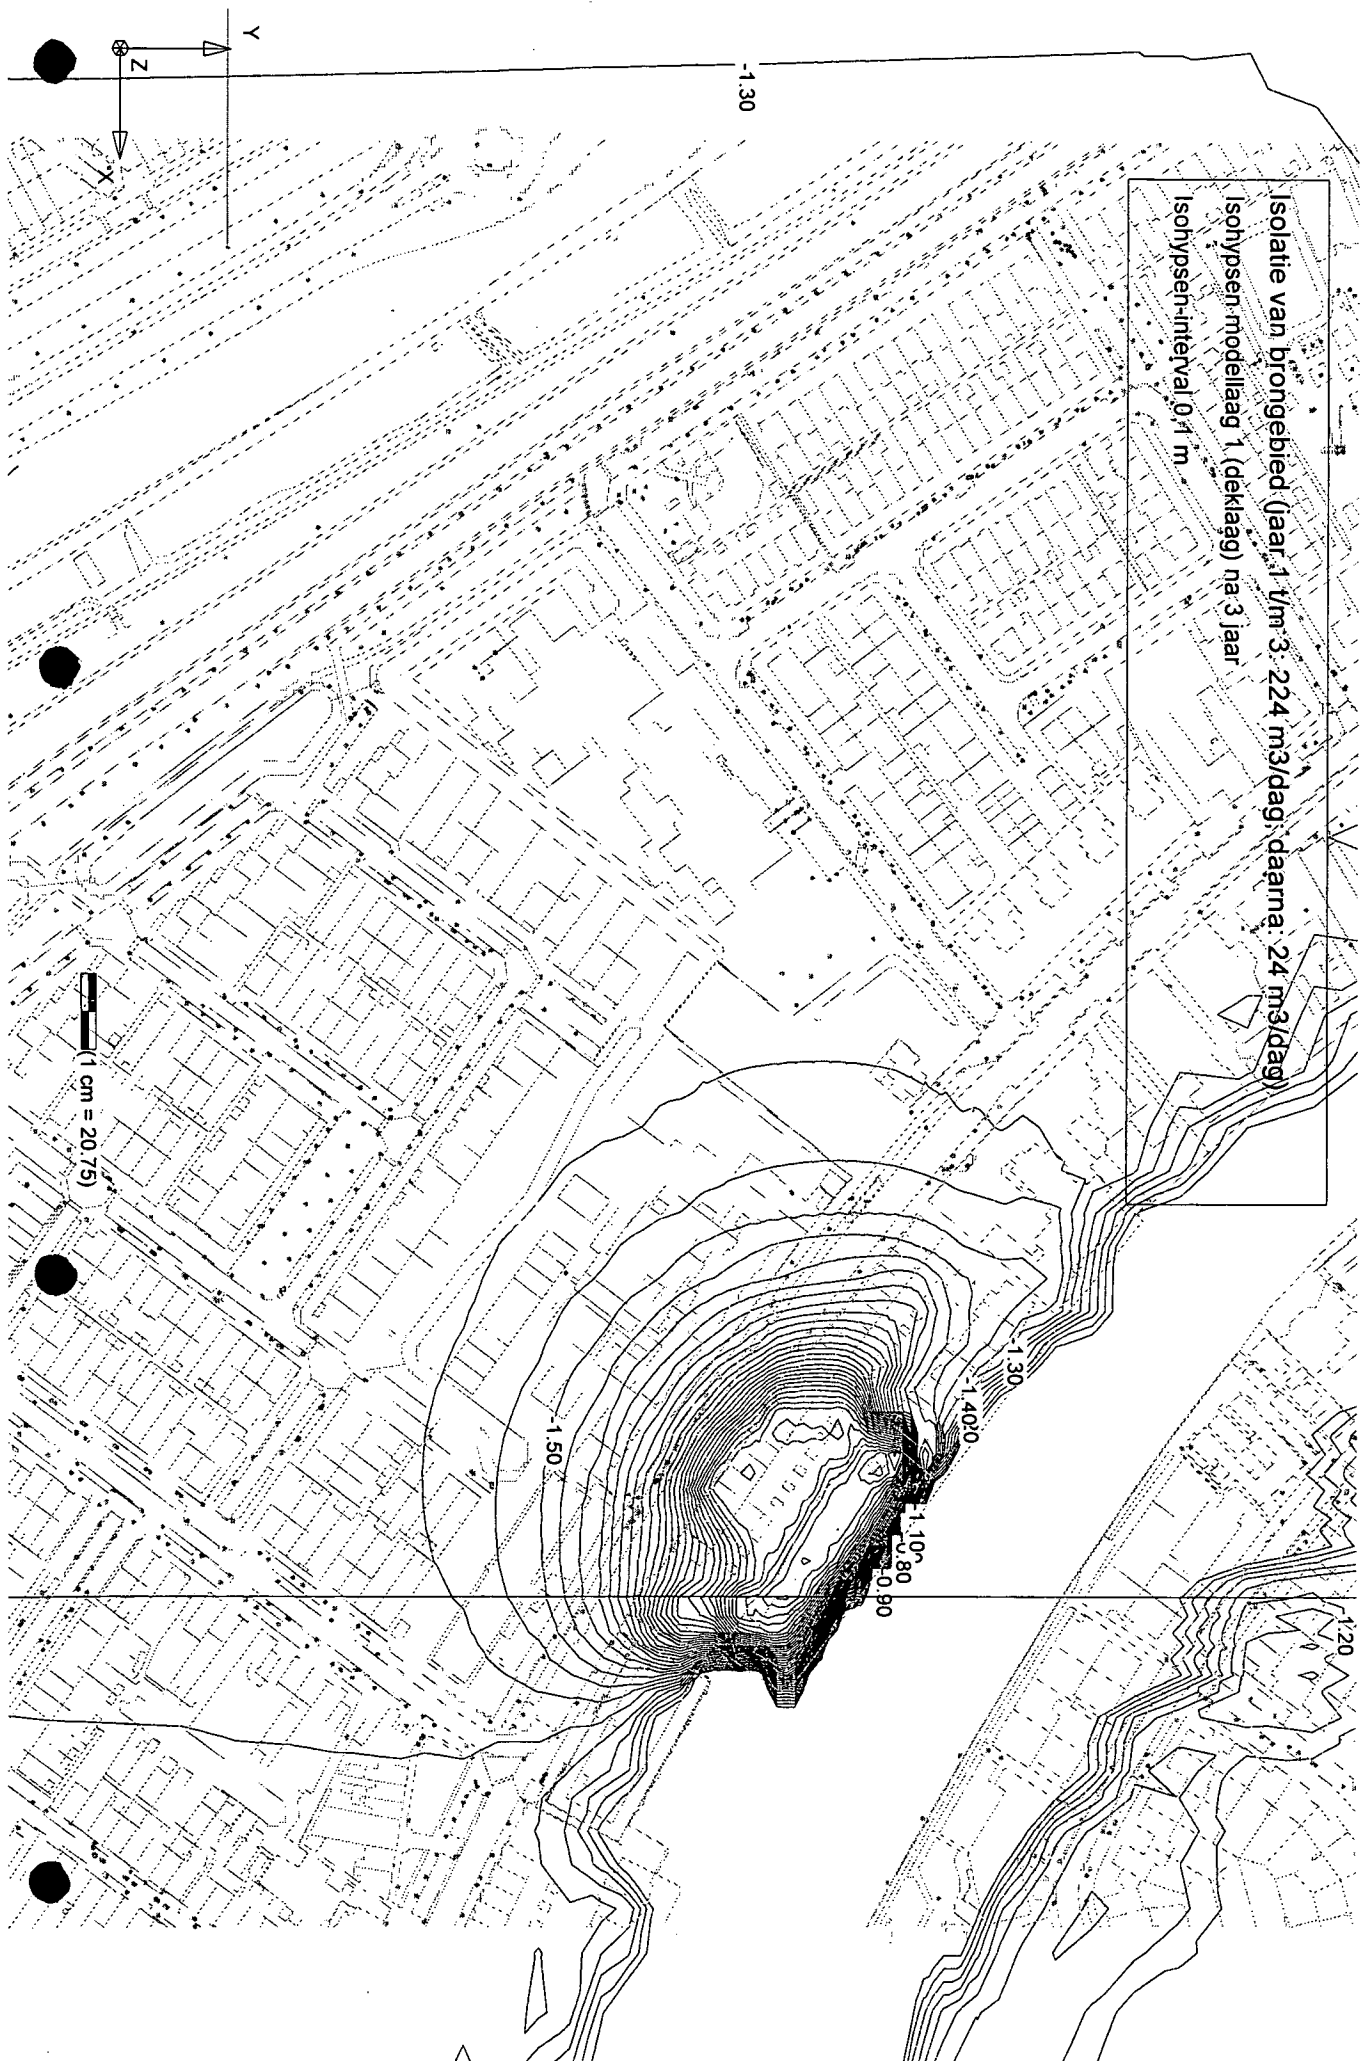 Isolatie van brongebied (jaar 1 t/m 3: 224 m3/dag, daarna 24 m3/dag)
Isohypsen modellaag 1 (deklaag) na 3 jaar
Isohypsen-interval 0,1 m
Y
Z
X
-1.30
-1.30
-1.40
-1.50
-1.10
-0.80
-0.90
-1.20
(1 cm = 20.75)